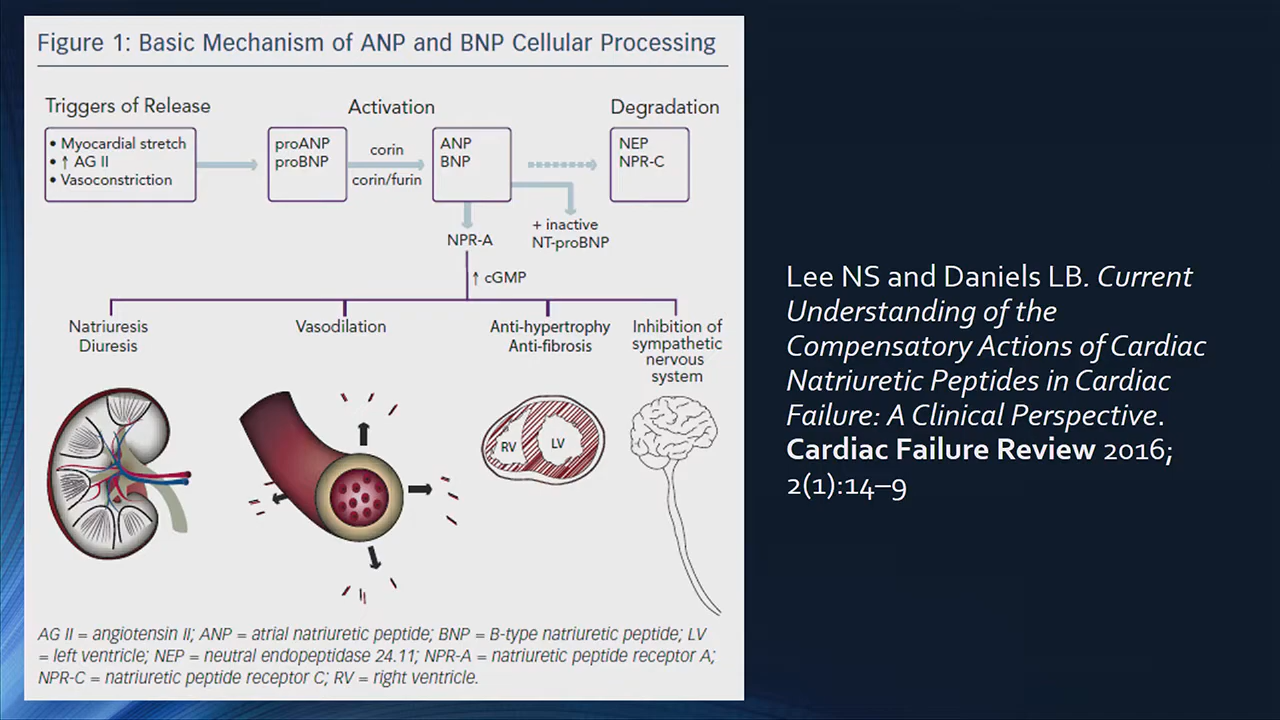 Figure 1: Basic Mechanism of ANP and BNP Cellular Processing
Triggers of Release
Activation
Degradation
• Myocardial stretch
• ↑ AG II
• Vasoconstriction
proANP
proBNP
corin
corin/furin
ANP
BNP
NEP
NPR-C
NPR-A
+ inactive
NT-proBNP
↑ cGMP
Natriuresis
Diuresis
Vasodilation
Anti-hypertrophy
Anti-fibrosis
Inhibition of
sympathetic
nervous
system
RV
LV
AG II = angiotensin II; ANP = atrial natriuretic peptide; BNP = B-type natriuretic peptide; LV
= left ventricle; NEP = neutral endopeptidase 24.11; NPR-A = natriuretic peptide receptor A;
NPR-C = natriuretic peptide receptor C; RV = right ventricle.
Lee NS and Daniels LB. Current
Understanding of the
Compensatory Actions of Cardiac
Natriuretic Peptides in Cardiac
Failure: A Clinical Perspective.
Cardiac Failure Review 2016;
2(1):14–9